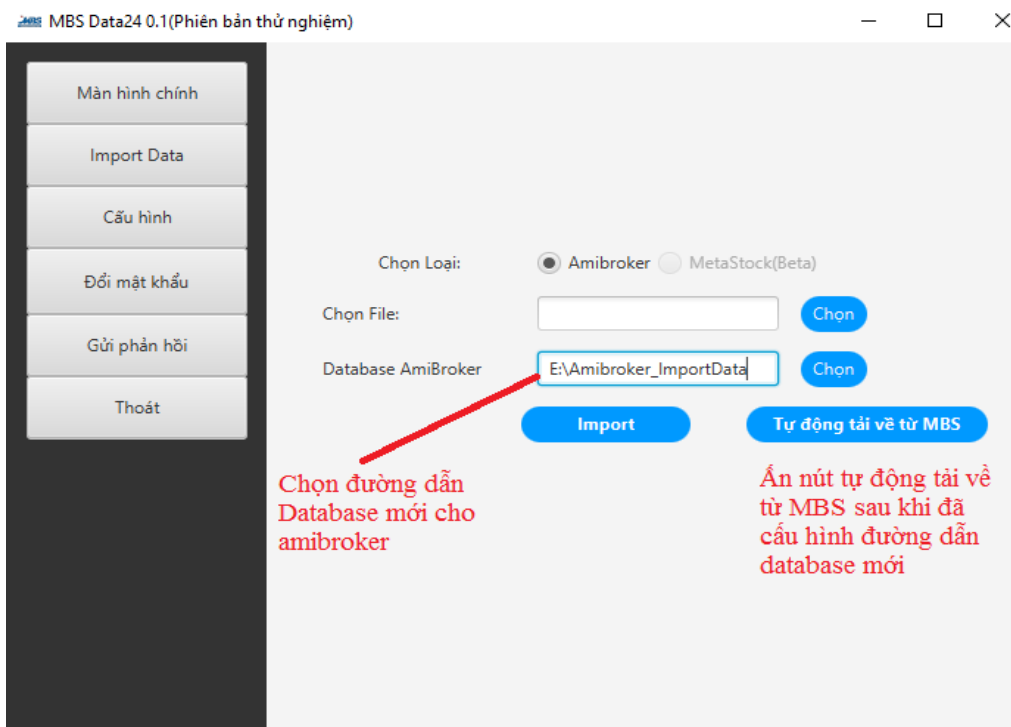 MBS MBS Data24 0.1(Phiên bản thử nghiệm)
Màn hình chính
Import Data
Cấu hình
Đổi mật khẩu
Gửi phản hồi
Thoát
Chọn Loại: Amibroker MetaStock(Beta)
Chọn File: Chọn
Database AmiBroker E:\Amibroker_ImportData Chọn
Import Tự động tải về từ MBS
Chọn đường dẫn
Database mới cho
amibroker
Ấn nút tự động tải về
từ MBS sau khi đã
cấu hình đường dẫn
database mới